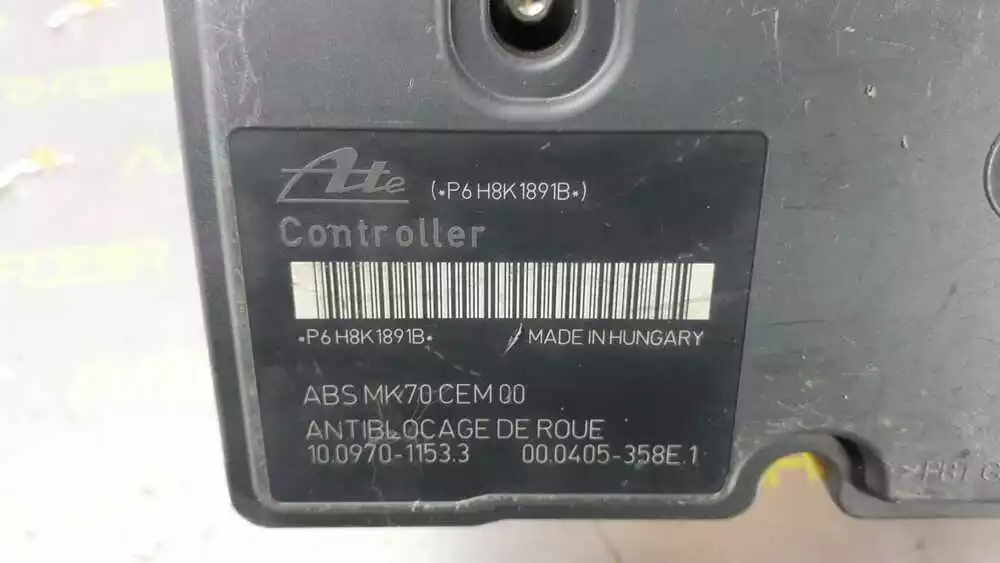 Ate (*P6 H8K1891B*)
Controller
*P6 H8K1891B* MADE IN HUNGARY
ABS MK70 CEM 00
ANTIBLOCAGE DE ROUE
10.0970-1153.3 00.0405-358E.1